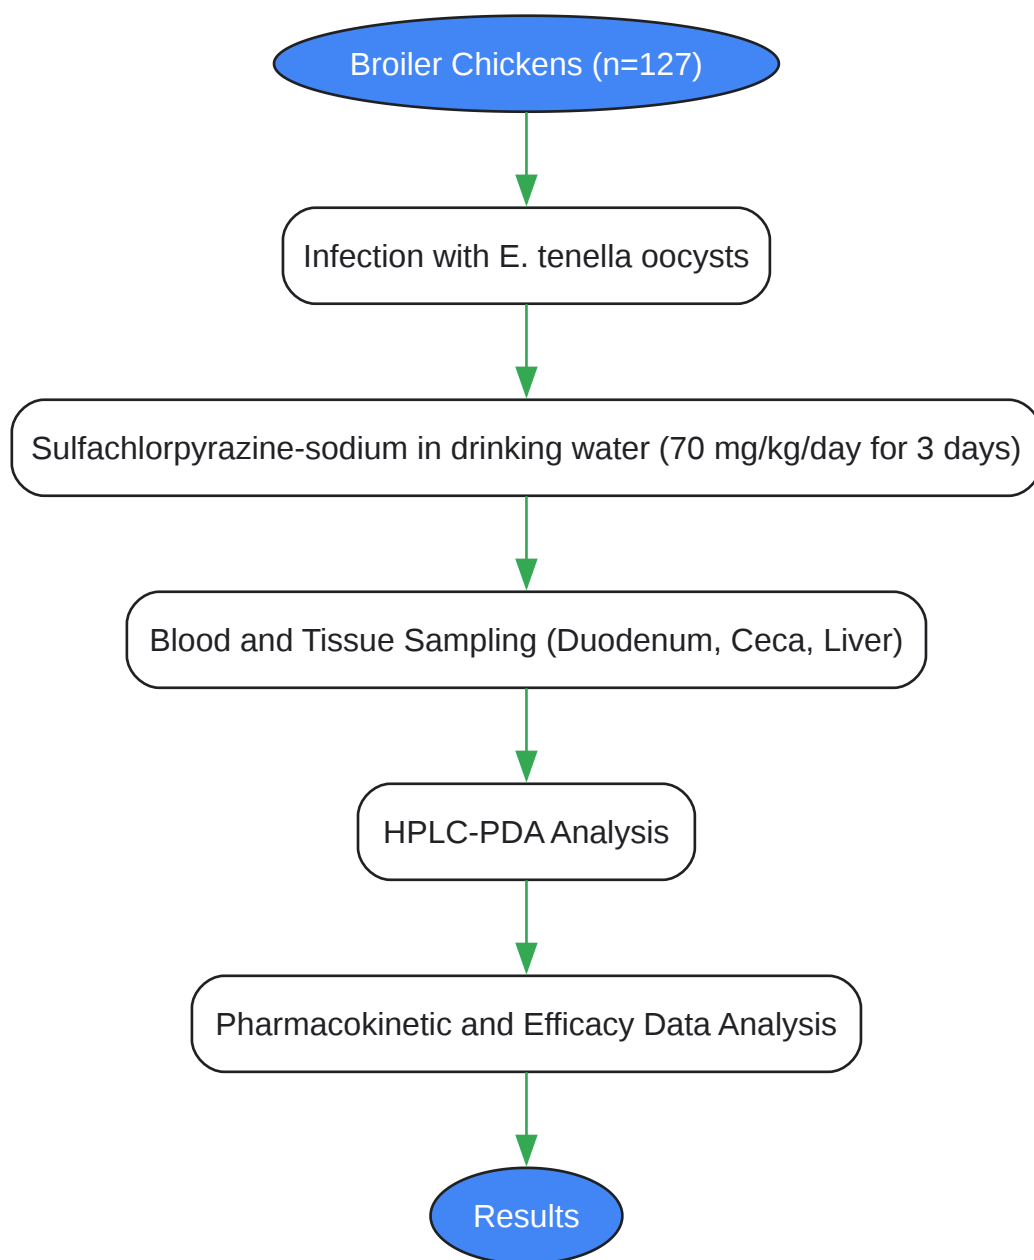 Broiler Chickens (n=127)
Infection with E. tenella oocysts
Sulfachlorpyrazine-sodium in drinking water (70 mg/kg/day for 3 days)
Blood and Tissue Sampling (Duodenum, Ceca, Liver)
HPLC-PDA Analysis
Pharmacokinetic and Efficacy Data Analysis
Results